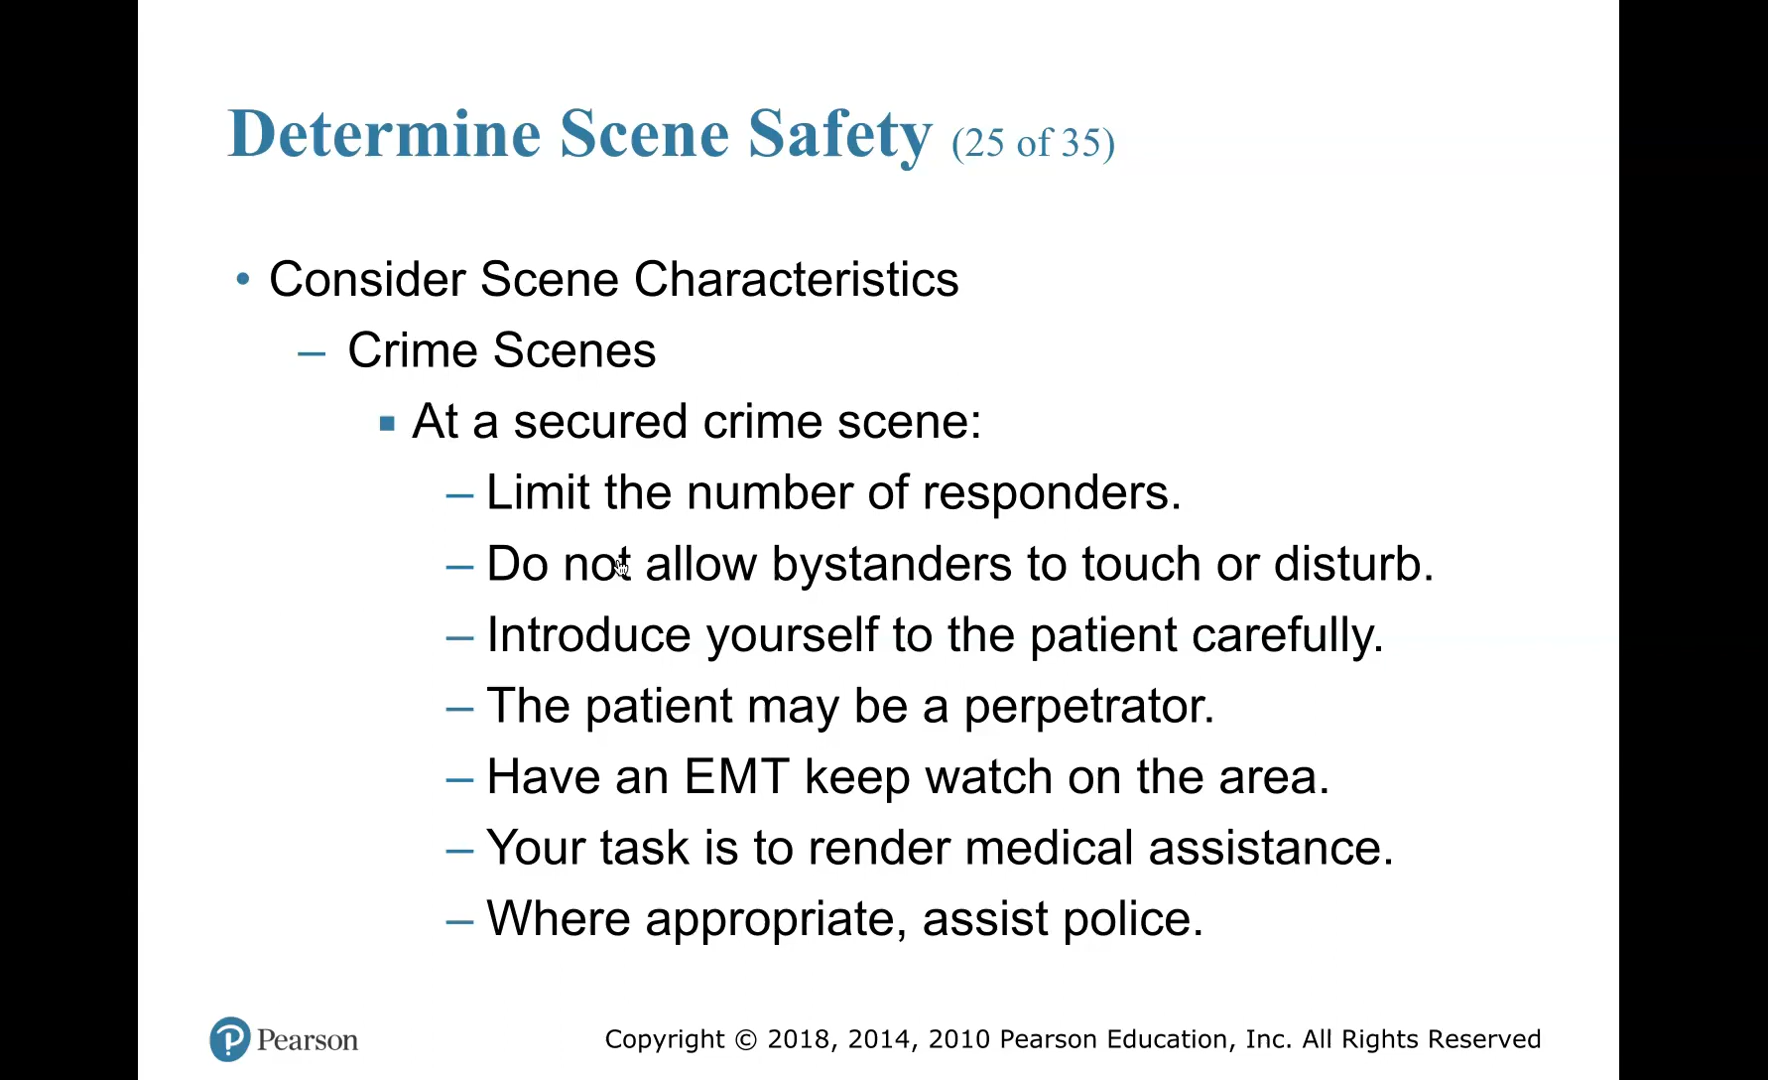 Determine Scene Safety (25 of 35)
• Consider Scene Characteristics
– Crime Scenes
▪ At a secured crime scene:
– Limit the number of responders.
– Do not allow bystanders to touch or disturb.
– Introduce yourself to the patient carefully.
– The patient may be a perpetrator.
– Have an EMT keep watch on the area.
– Your task is to render medical assistance.
– Where appropriate, assist police.
Pearson
Copyright © 2018, 2014, 2010 Pearson Education, Inc. All Rights Reserved